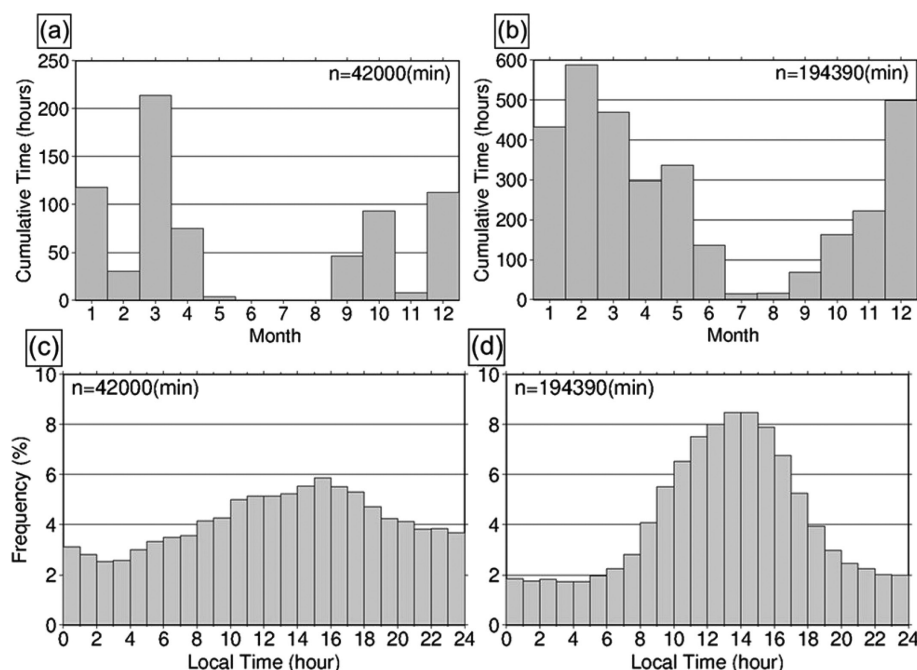 (a)
n=42000(min)
250
200
150
100
50
0
Cumulative Time (hours)
1 2 3 4 5 6 7 8 9 10 11 12
Month
(b)
n=194390(min)
600
500
400
300
200
100
0
Cumulative Time (hours)
1 2 3 4 5 6 7 8 9 10 11 12
Month
(c)
n=42000(min)
10
8
6
4
2
0
Frequency (%)
0 2 4 6 8 10 12 14 16 18 20 22 24
Local Time (hour)
(d)
n=194390(min)
10
8
6
4
2
0
0 2 4 6 8 10 12 14 16 18 20 22 24
Local Time (hour)